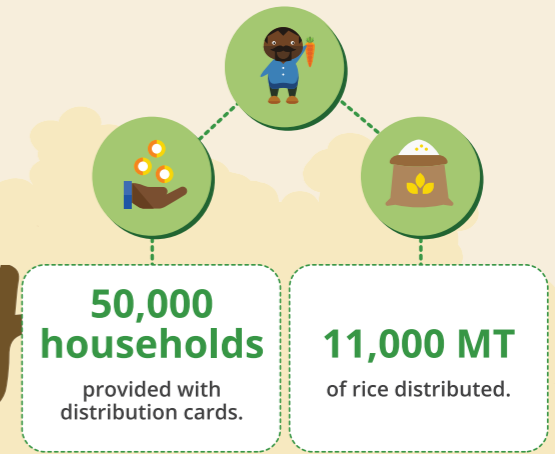 50,000
households
provided with
distribution cards.
11,000 MT
of rice distributed.